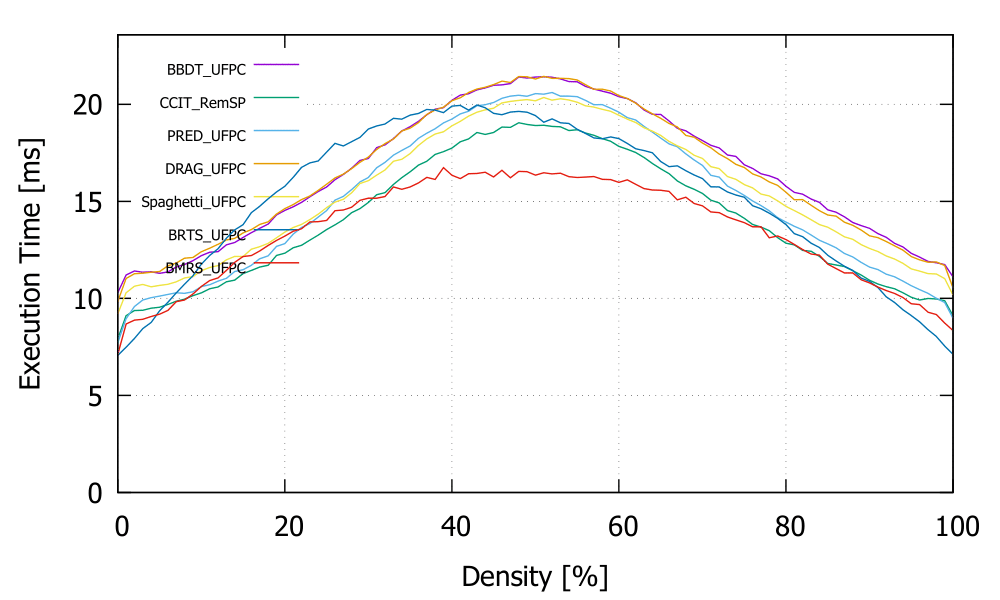 BBDT_UFPC
CCIT_RemSP
PRED_UFPC
DRAG_UFPC
Spaghetti_UFPC
BRTS_UFPC
BMRS_UFPC
Execution Time [ms]
20
15
10
5
0
0 20 40 60 80 100
Density [%]